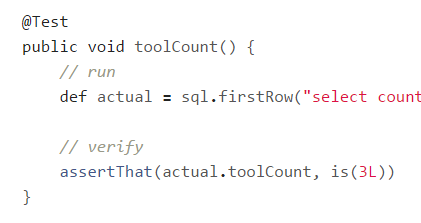 @Test
public void toolCount() {
// run
def actual = sql.firstRow("select count
// verify
assertThat(actual.toolCount, is(3L))
}